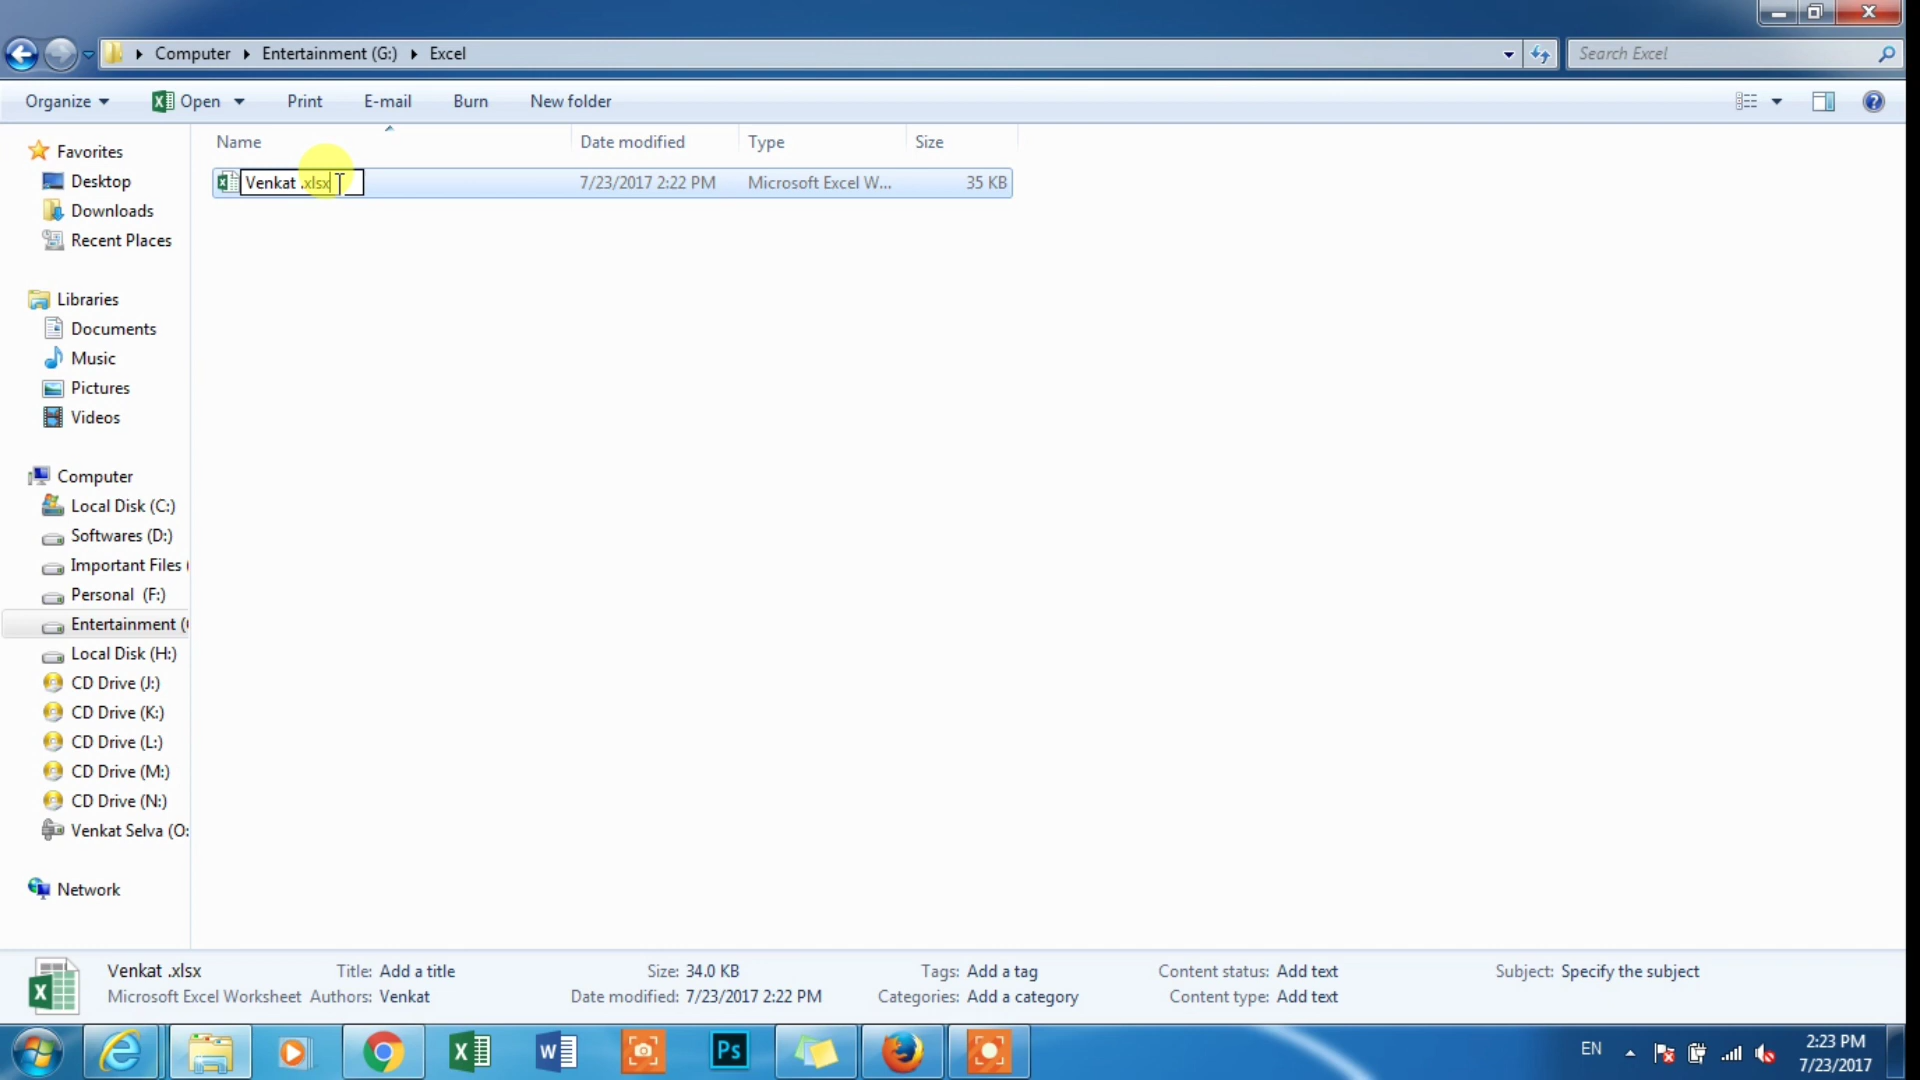 Computer Entertainment (G:) Excel
Search Excel
Organize Open Print E-mail Burn New folder
Name Date modified Type Size
Venkat .xlsx 7/23/2017 2:22 PM Microsoft Excel W... 35 KB
Favorites
Desktop
Downloads
Recent Places
Libraries
Documents
Music
Pictures
Videos
Computer
Local Disk (C:)
Softwares (D:)
Important Files (
Personal (F:)
Entertainment (
Local Disk (H:)
CD Drive (J:)
CD Drive (K:)
CD Drive (L:)
CD Drive (M:)
CD Drive (N:)
Venkat Selva (O:
Network
Venkat .xlsx Title: Add a title Size: 34.0 KB Tags: Add a tag Content status: Add text Subject: Specify the subject
Microsoft Excel Worksheet Authors: Venkat Date modified: 7/23/2017 2:22 PM Categories: Add a category Content type: Add text
Ps
EN
2:23 PM
7/23/2017